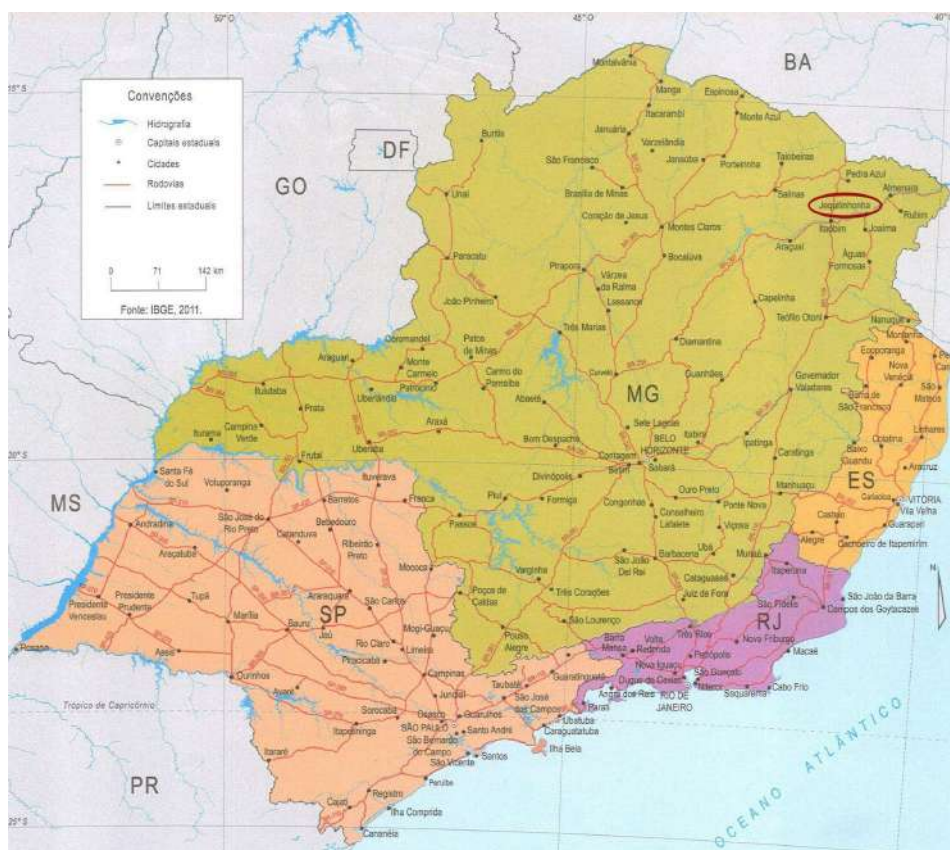 50° O
45° O
40°
15° S
Convenções
Hidrografia
Capitais estaduais
Cidades
Rodovias
Limites estaduais
0 71 142 km
Fonte: IBGE, 2011.
BA
DF
GO
MG
ES
MS
SP
RJ
PR
Montalvânia
Manga
Espinosa
Itacarambi
Monte Azul
Januária
Varzelândia
Buritis
São Francisco
Janaúba
Porteirinha
Taiobeiras
Pedra Azul
Almenara
Unaí
Brasília de Minas
Salinas
Jequitinhonha
Rubim
Coração de Jesus
Montes Claros
Itaobim
Joaíma
Araçuaí
Paracatu
Pirapora
Bocaiúva
Águas
Formosas
Várzea
da Palma
João Pinheiro
Lassance
Capelinha
Teófilo Otoni
Nanuque
Três Marias
Montanha
Coromandel
Patos
de Minas
Diamantina
Ecoporanga
Nova
Venécia
Araguari
Monte
Carmelo
Carmo do
Paranaíba
Curvelo
Guanhães
Governador
Valadares
Ituiutaba
Uberlândia
Patrocínio
Abaeté
Barra de
São Francisco
São
Mateus
Prata
Araxá
Sete Lagoas
Iturama
Campina
Verde
Bom Despacho
BELO
HORIZONTE
Itabira
Ipatinga
Baixo
Guandu
Colatina
Linhares
Uberaba
Contagem
Betim
Sabará
Caratinga
Aracruz
20° S
Frutal
Santa Fé
do Sul
Votuporanga
Ituverava
Divinópolis
Manhuaçu
Barretos
Franca
Piuí
Formiga
Congonhas
Ouro Preto
Ponte Nova
Cariacica
VITÓRIA
Vila Velha
Andradina
São José do
Rio Preto
Bebedouro
Passos
Conselheiro
Lafaiete
Viçosa
Castelo
Guarapari
Catanduva
Ribeirão
Preto
Alegre
Cachoeiro de Itapemirim
Araçatuba
Mococa
São João
Del Rei
Barbacena
Ubá
Muriaé
Varginha
Cataguases
Itaperuna
Presidente
Venceslau
Presidente
Prudente
Tupã
Araraquara
São Carlos
Poços de
Caldas
Três Corações
Juiz de Fora
São Fidélis
São João da Barra
Campos dos Goytacazes
Marília
Bauru
Jaú
Mogi-Guaçu
São Lourenço
Rosana
Assis
Rio Claro
Limeira
Pouso
Alegre
Barra
Mansa
Volta
Redonda
Três Rios
Nova Friburgo
Piracicaba
Petrópolis
Macaé
Ourinhos
Campinas
Guaratinguetá
Nova Iguaçu
São Gonçalo
Avaré
Jundiaí
Taubaté
São José
dos Campos
Duque de Caxias
Niterói
Cabo Frio
Trópico de Capricórnio
Angra dos Reis
RIO DE
JANEIRO
Saquarema
Parati
Sorocaba
Osasco
Guarulhos
Ubatuba
SÃO PAULO
Santo André
Caraguatatuba
Itapetininga
São Bernardo
do Campo
Ilha Bela
Itararé
São Vicente
Santos
Peruíbe
Registro
Cajati
Ilha Comprida
Cananéia
25° S
OCEANO ATLÂNTICO
N